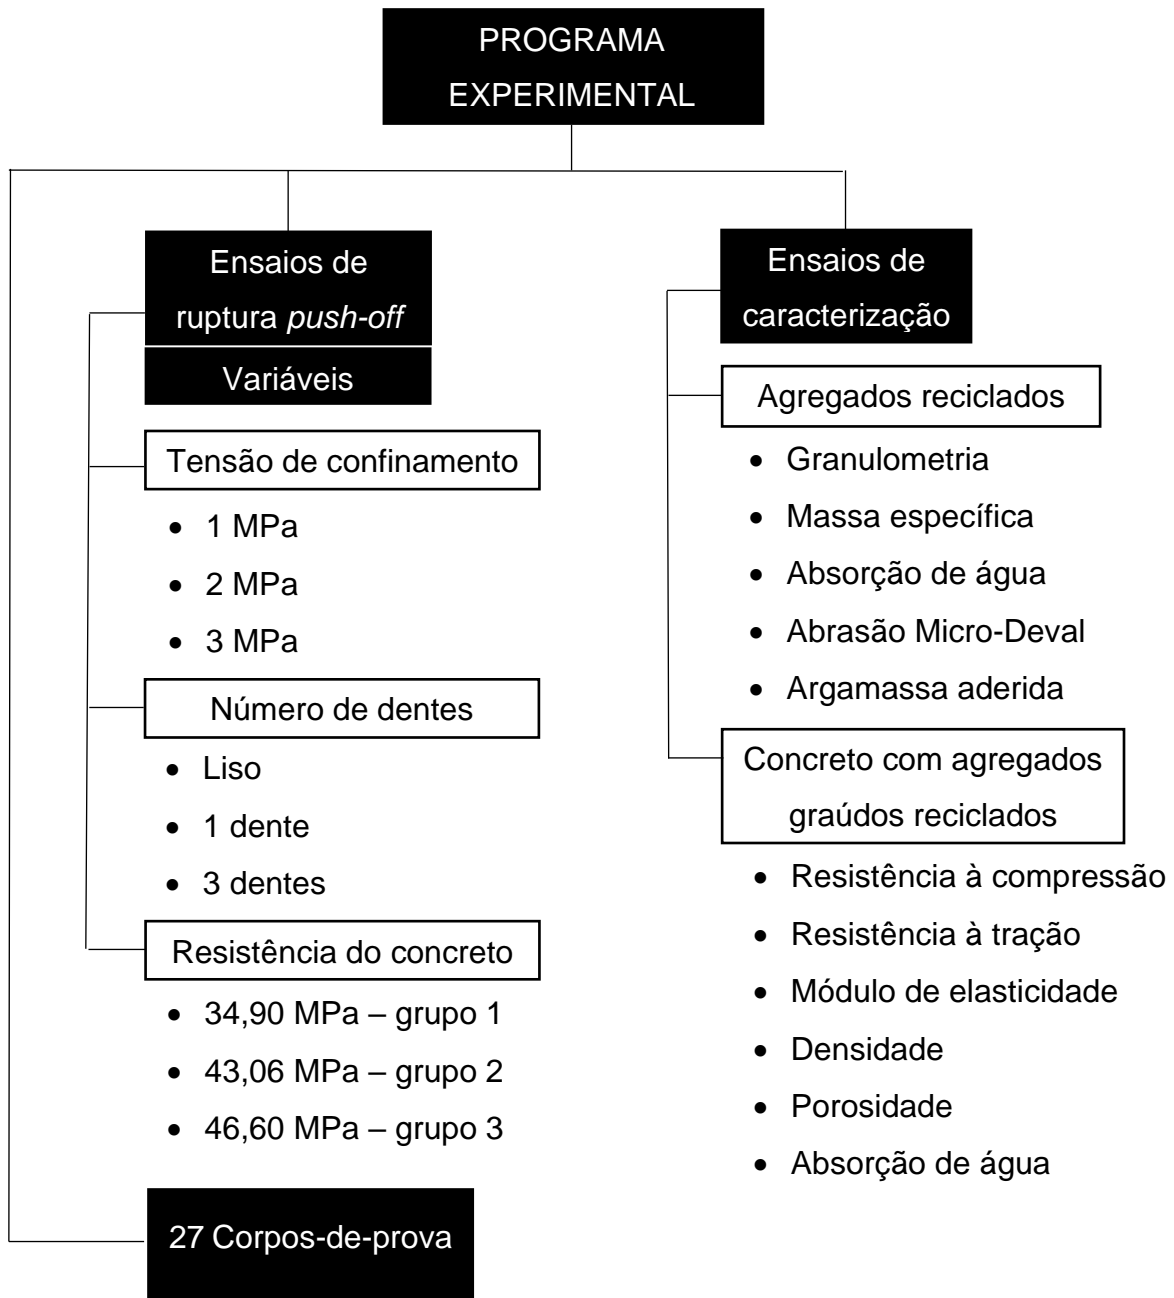 PROGRAMA
EXPERIMENTAL
Ensaios de
ruptura push-off
Variáveis
Tensão de confinamento
• 1 MPa
• 2 MPa
• 3 MPa
Número de dentes
• Liso
• 1 dente
• 3 dentes
Resistência do concreto
• 34,90 MPa – grupo 1
• 43,06 MPa – grupo 2
• 46,60 MPa – grupo 3
27 Corpos-de-prova
Ensaios de
caracterização
Agregados reciclados
• Granulometria
• Massa específica
• Absorção de água
• Abrasão Micro-Deval
• Argamassa aderida
Concreto com agregados
graúdos reciclados
• Resistência à compressão
• Resistência à tração
• Módulo de elasticidade
• Densidade
• Porosidade
• Absorção de água